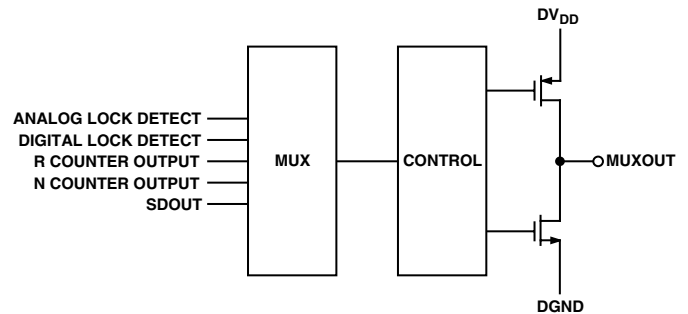 DVDD
ANALOG LOCK DETECT
DIGITAL LOCK DETECT
R COUNTER OUTPUT
N COUNTER OUTPUT
SDOUT
MUX
CONTROL
MUXOUT
DGND